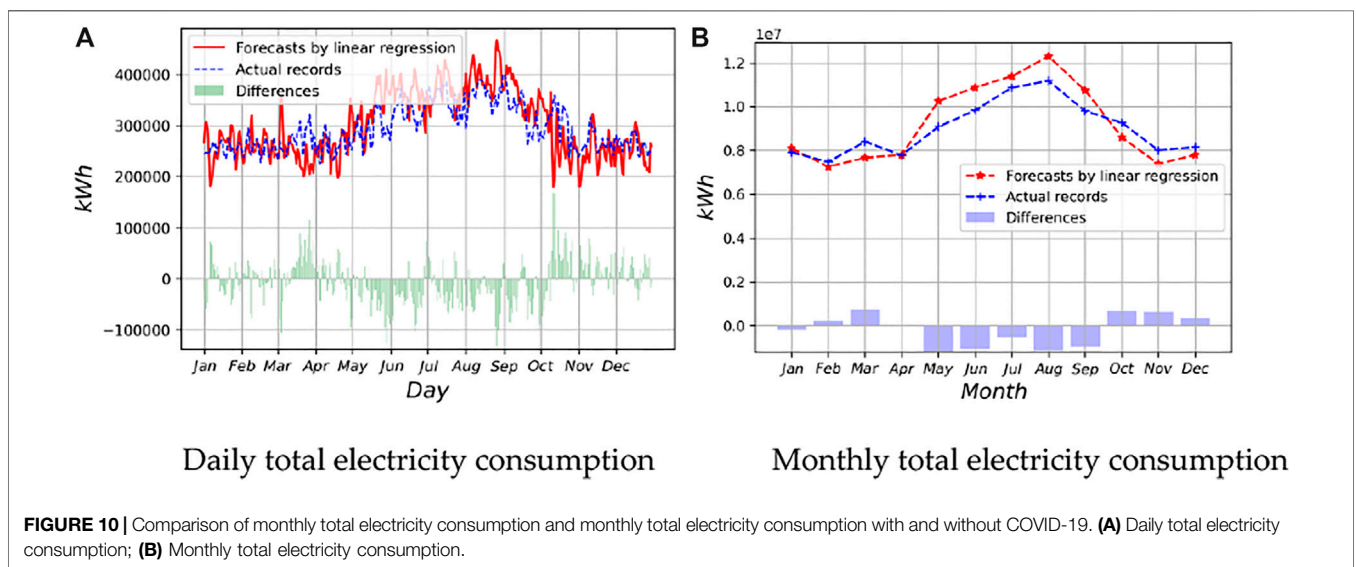 A
Forecasts by linear regression
Actual records
Differences
400000
300000
200000
100000
0
−100000
kWh
Jan Feb Mar Apr May Jun Jul Aug Sep Oct Nov Dec
Day
B
1e7
1.2
1.0
0.8
0.6
0.4
0.2
0.0
kWh
Forecasts by linear regression
Actual records
Differences
Jan Feb Mar Apr May Jun Jul Aug Sep Oct Nov Dec
Month
Daily total electricity consumption
Monthly total electricity consumption
FIGURE 10 | Comparison of monthly total electricity consumption and monthly total electricity consumption with and without COVID-19. (A) Daily total electricity
consumption; (B) Monthly total electricity consumption.